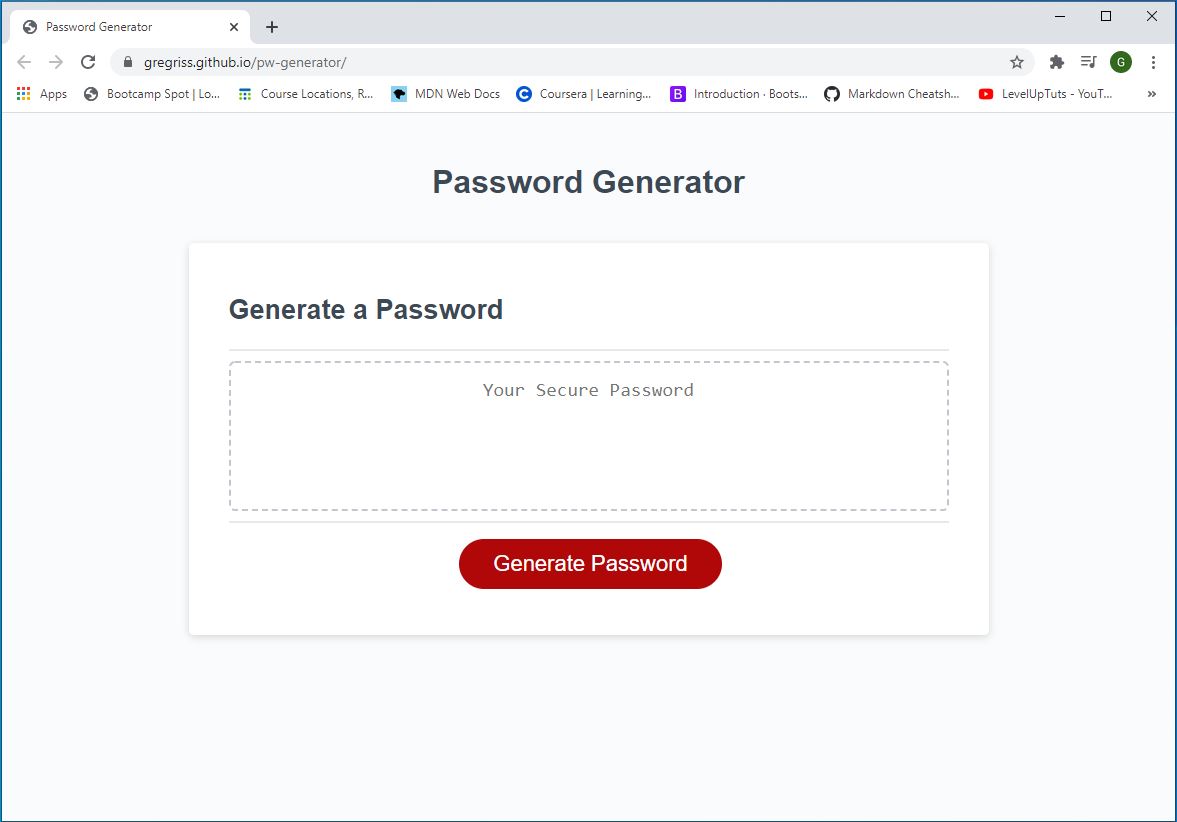 Password Generator
gregriss.github.io/pw-generator/
G
Apps Bootcamp Spot | Lo... Course Locations, R... MDN Web Docs Coursera | Learning... Introduction · Boots... Markdown Cheatsh... LevelUpTuts - YouT... »
Password Generator
Generate a Password
Your Secure Password
Generate Password